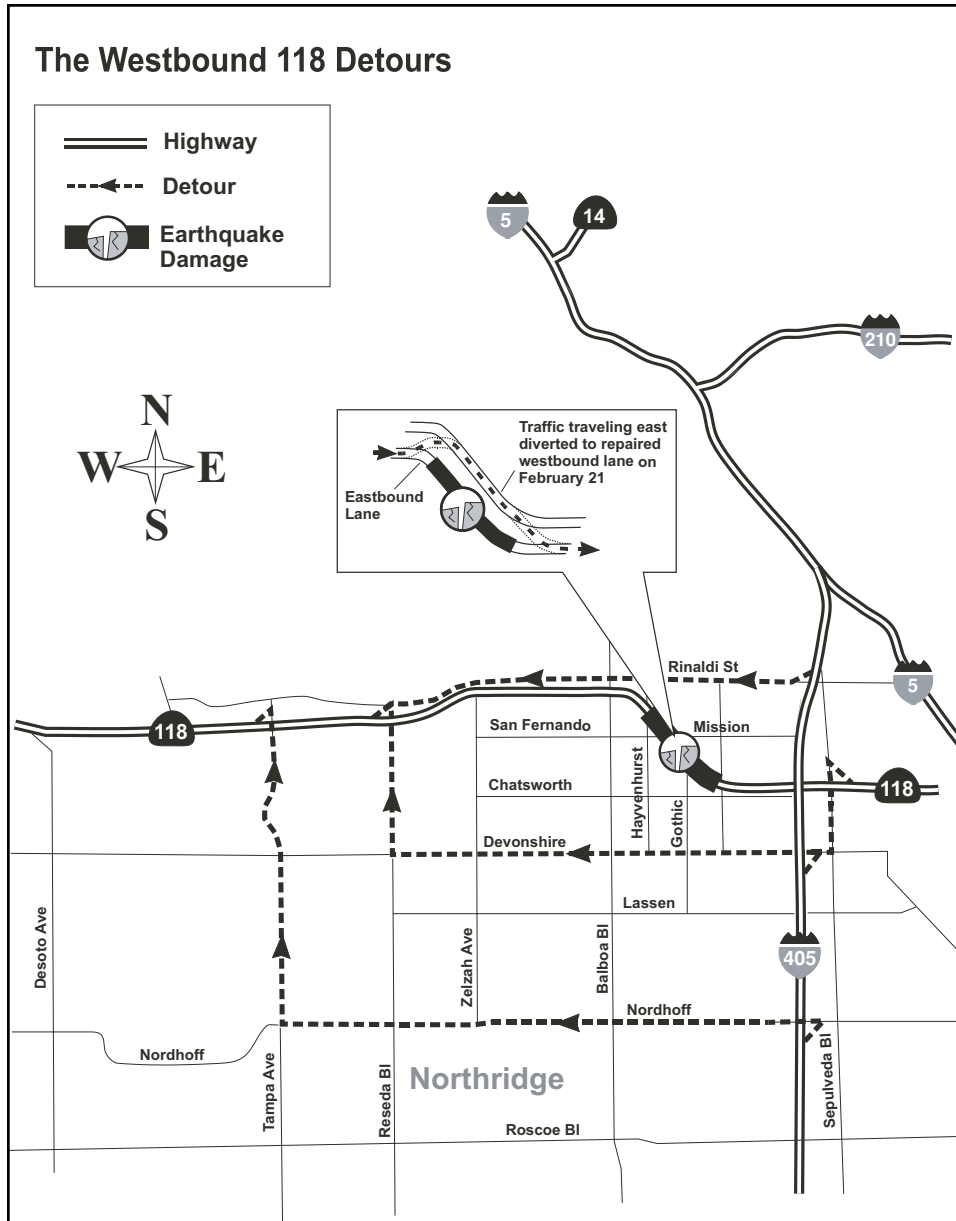 The Westbound 118 Detours
Highway
Detour
Earthquake
Damage
5
14
210
N
W E
S
Traffic traveling east
diverted to repaired
westbound lane on
February 21
Eastbound
Lane
Rinaldi St
5
118
San Fernando
Mission
Hayvenhurst
Chatsworth
Gothic
118
Devonshire
Lassen
Desoto Ave
Zelzah Ave
Balboa Bl
405
Nordhoff
Nordhoff
Tampa Ave
Reseda Bl
Northridge
Sepulveda Bl
Roscoe Bl